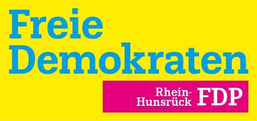 Freie
Demokraten
Rhein-
Hunsrück FDP